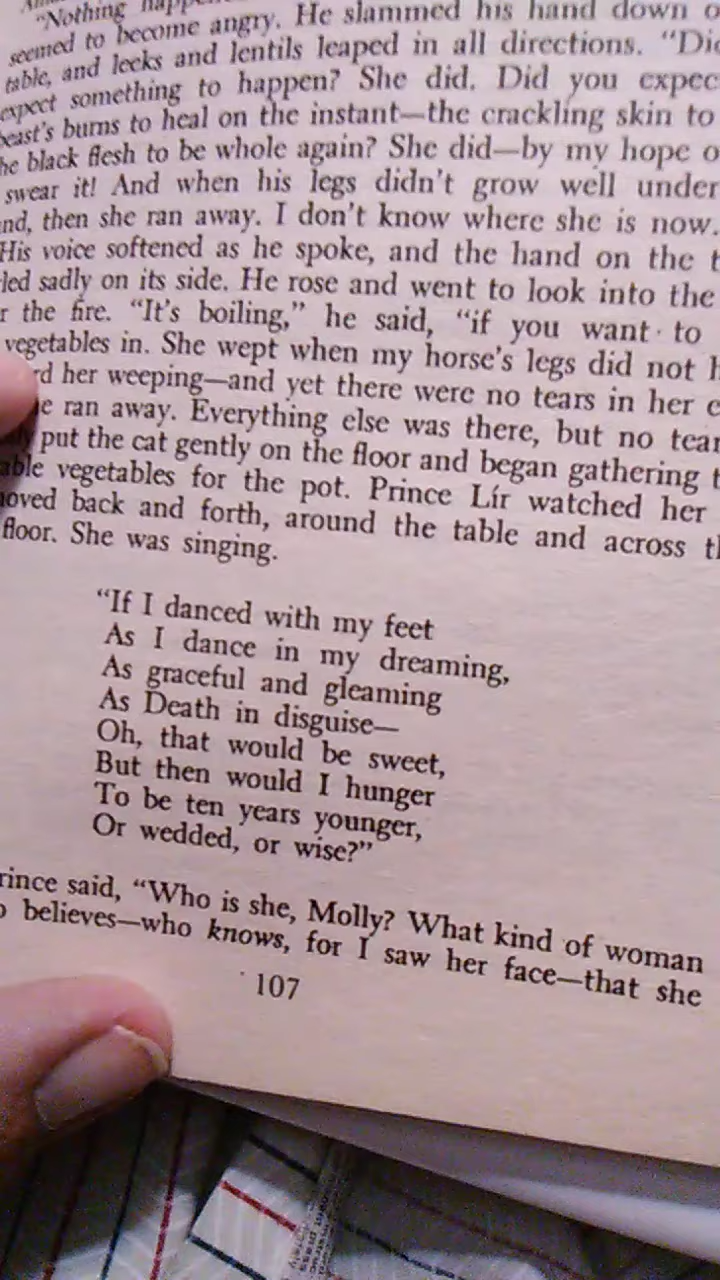 "Nothing
seemed to become angry. He slammed his hand down
table, and leeks and lentils leaped in all directions.
expect something to happen? She did. Did you
beast's burns to heal on the instant—the crackling skin to
he black flesh to be whole again? She did—by my hope
swear it! And when his legs didn't grow well under
nd, then she ran away. I don't know where she is now.
His voice softened as he spoke, and the hand on the
led sadly on its side. He rose and went to look into the
r the fire. "It's boiling," he said, "if you want to
vegetables in. She wept when my horse's legs did not
rd her weeping—and yet there were no tears in her
e ran away. Everything else was there, but no
put the cat gently on the floor and began gathering
able vegetables for the pot. Prince Lír watched her
oved back and forth, around the table and across
floor. She was singing.
"If I danced with my feet
As I dance in my dreaming,
As graceful and gleaming
As Death in disguise—
Oh, that would be sweet,
But then would I hunger
To be ten years younger,
Or wedded, or wise?"
rince said, "Who is she, Molly? What kind of woman
o believes—who knows, for I saw her face—that she
107